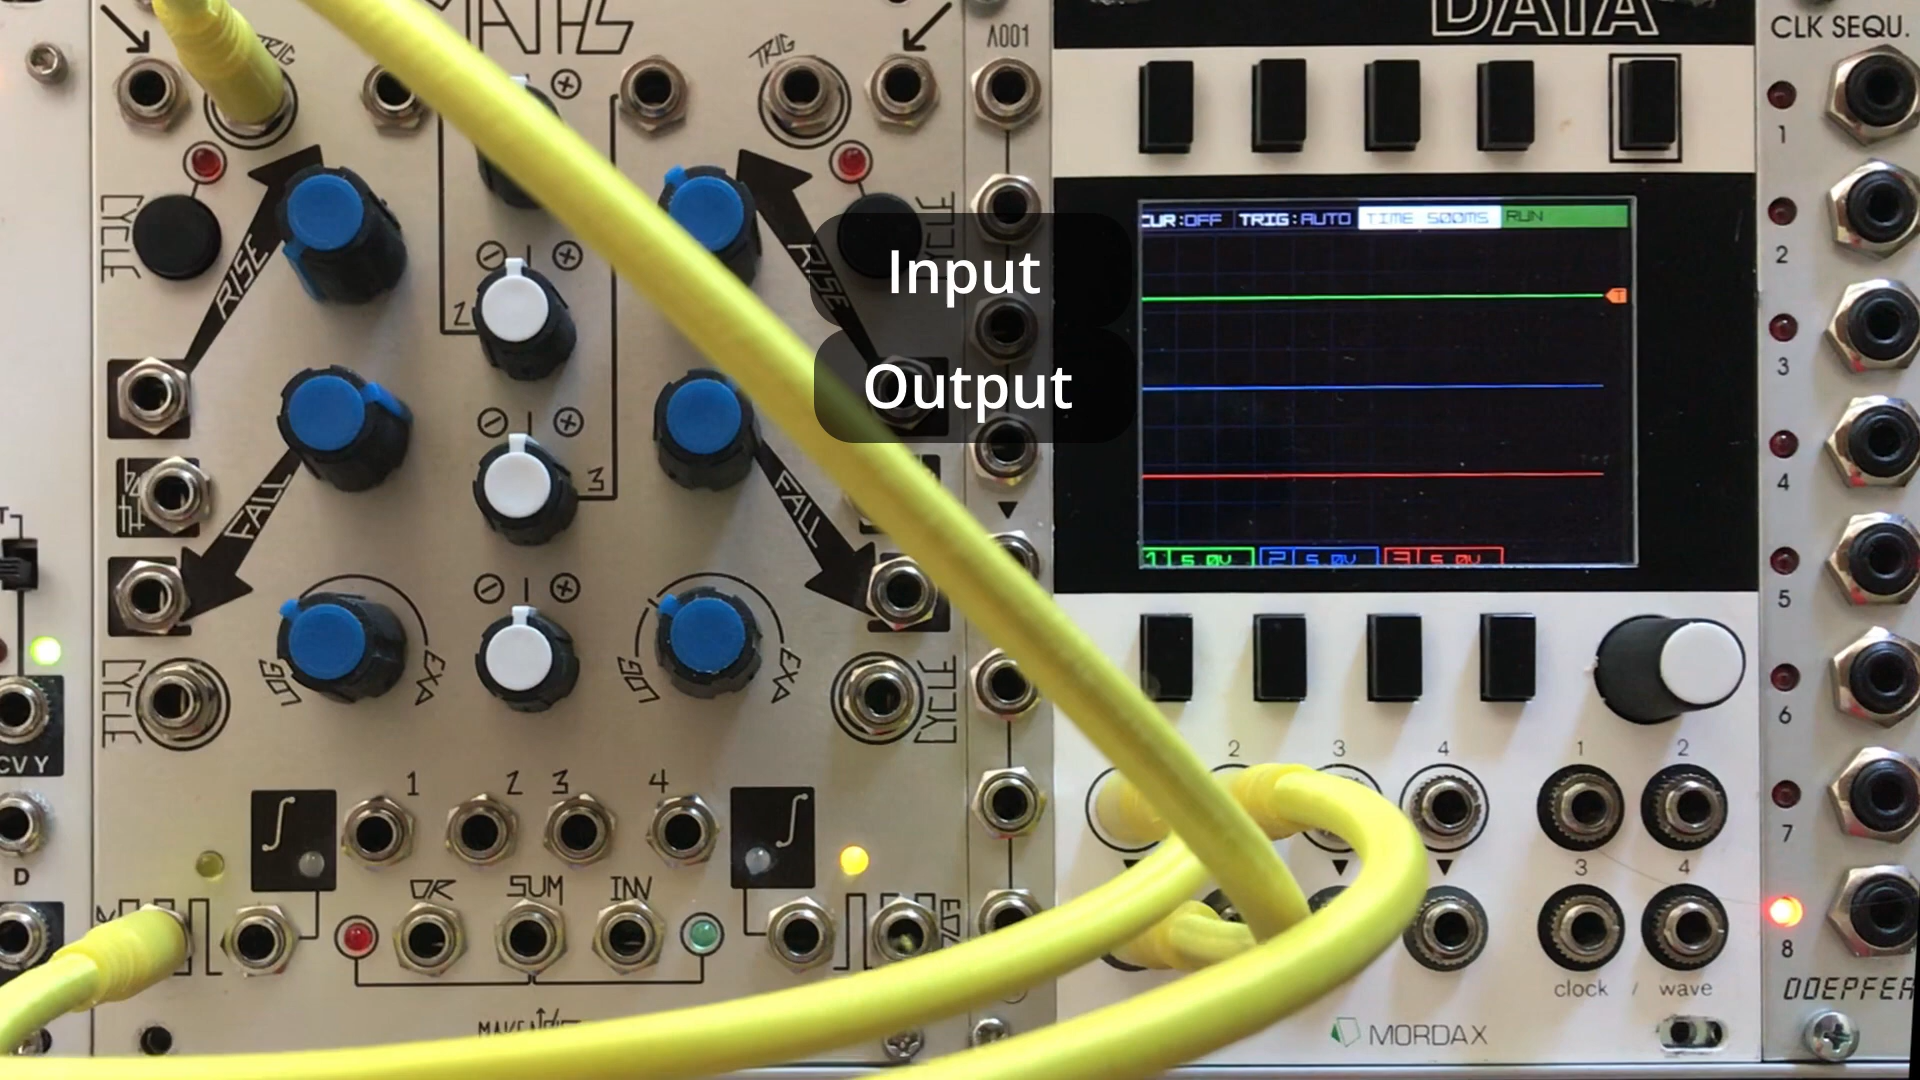 MATHS
DATA
CLK SEQU.
TRIG
TRIG
A001
CYCLE
RISE
RISE
CYCLE
Input
Output
CUR:OFF TRIG:AUTO TIME 500MS RUN
1 5.0V 2 5.0V 3 5.0V
2
3
FALL
FALL
LOG
EXP
LOG
EXP
CYCLE
CYCLE
CV Y
D
1 2 3 4
OR SUM INV
2 3 4
1 2
3 4
clock / wave
MORDAX
1
2
3
4
5
6
7
8
DOEPFER